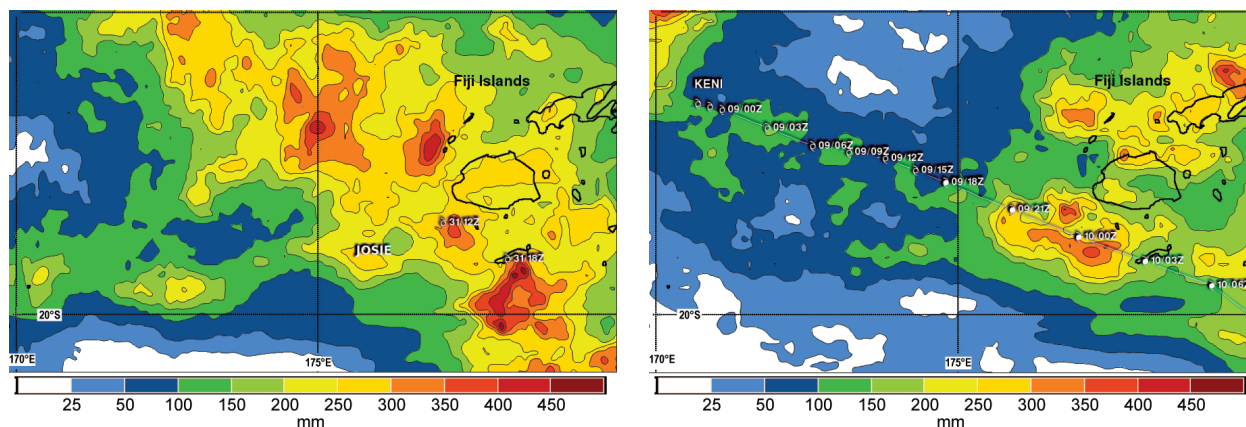 Fiji Islands
31 12Z
JOSIE
31 18Z
20°S
170°E
175°E
25 50 100 150 200 250 300 350 400 450
mm
Fiji Islands
KENI
09/00Z
09/03Z
09/06Z
09/09Z
09/12Z
09/15Z
09/18Z
09/21Z
10/00Z
10/03Z
10/06Z
20°S
170°E
175°E
25 50 100 150 200 250 300 350 400 450
mm